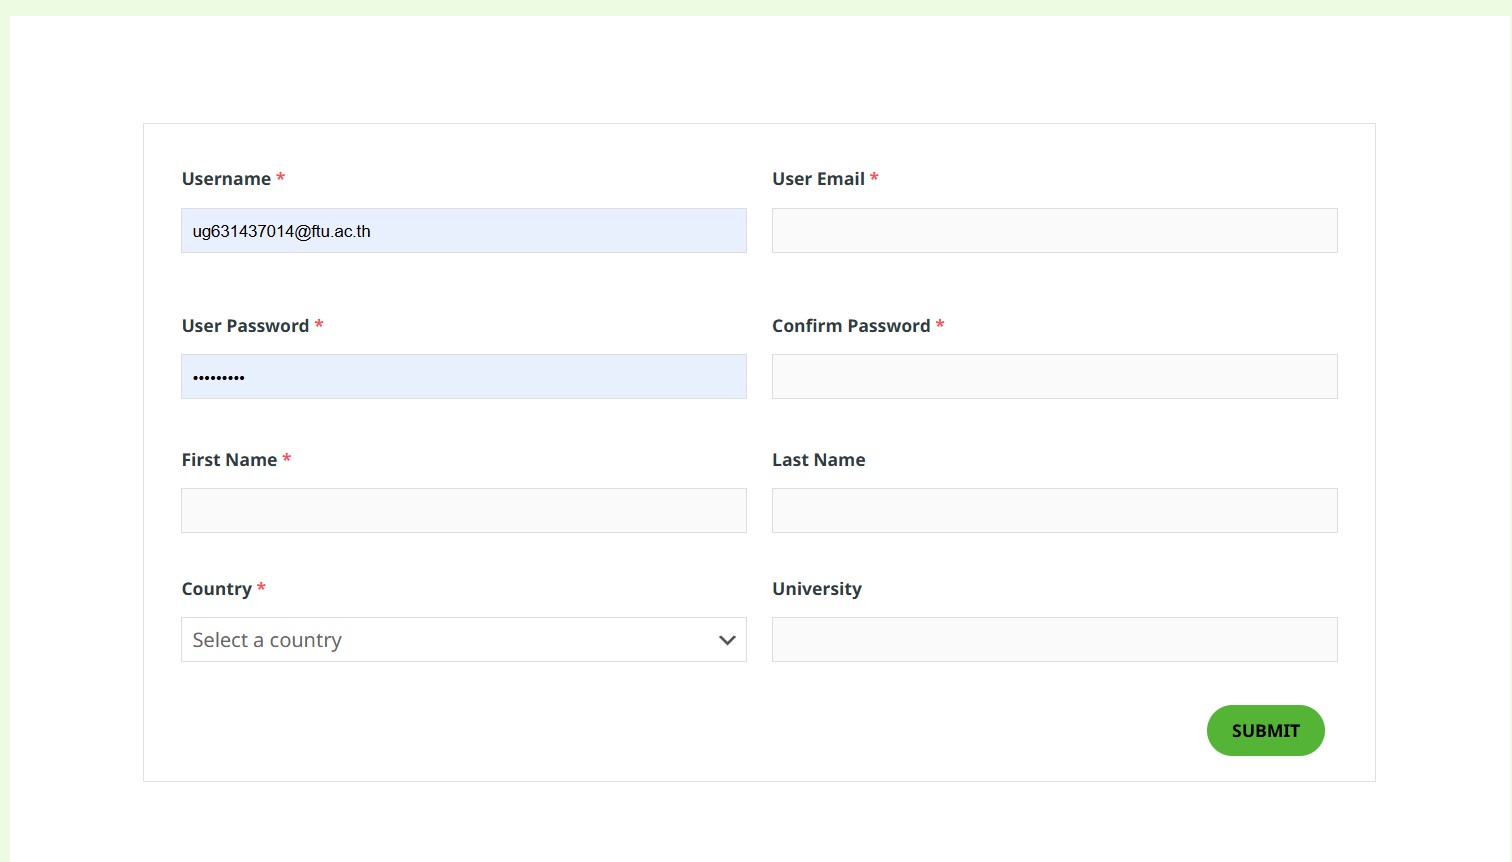 Username *
User Email *
ug631437014@ftu.ac.th
User Password *
Confirm Password *
•••••••••
First Name *
Last Name
Country *
University
Select a country
SUBMIT